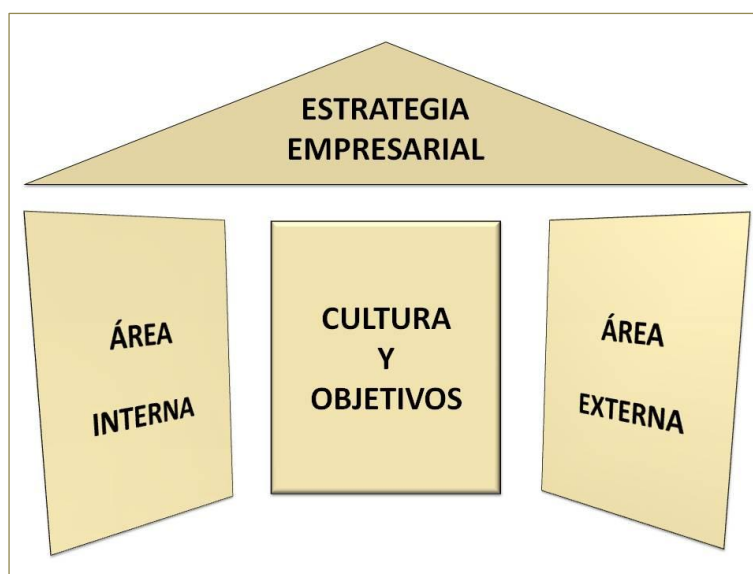 ESTRATEGIA
EMPRESARIAL
ÁREA
INTERNA
CULTURA
Y
OBJETIVOS
ÁREA
EXTERNA